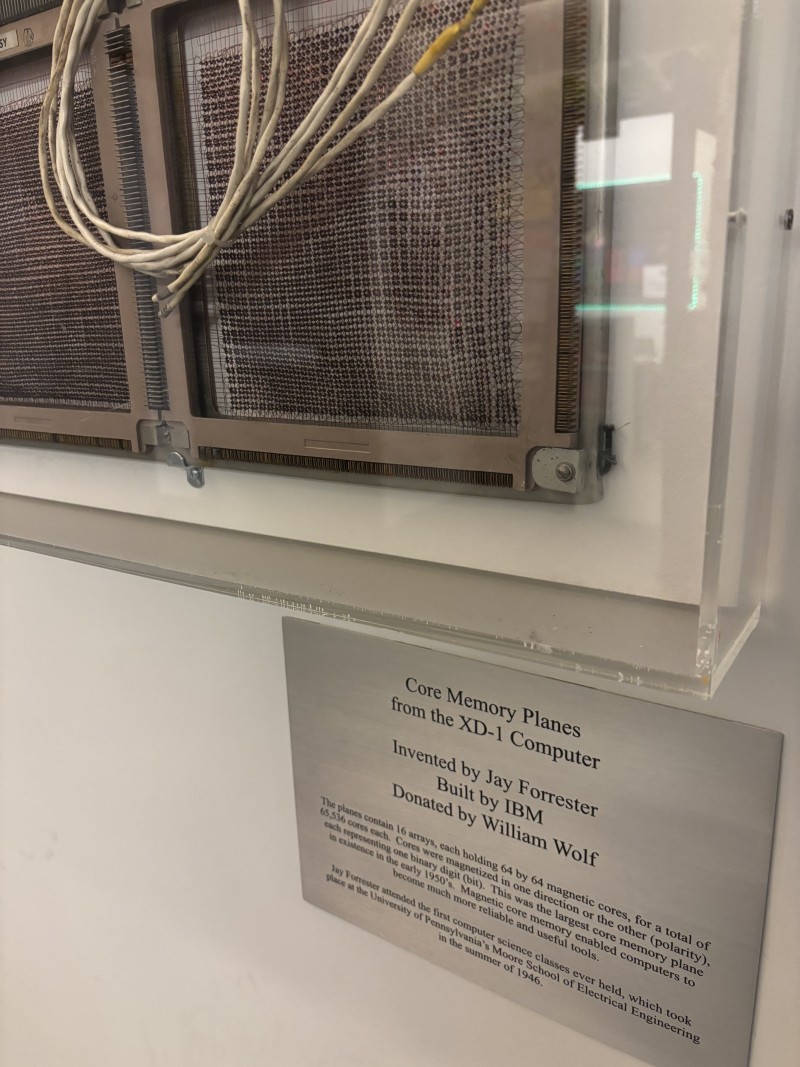 SY
Core Memory Planes
from the XD-1 Computer
Invented by Jay Forrester
Built by IBM
Donated by William Wolf
The planes contain 16 arrays, each holding 64 by 64 magnetic cores, for a total of
65,536 cores each. Cores were magnetized in one direction or the other (polarity),
each representing one binary digit (bit). This was the largest core memory plane
in existence in the early 1950's. Magnetic core memory enabled computers to
become much more reliable and useful tools.
Jay Forrester attended the first computer science classes ever held, which took
place at the University of Pennsylvania's Moore School of Electrical Engineering
in the summer of 1946.